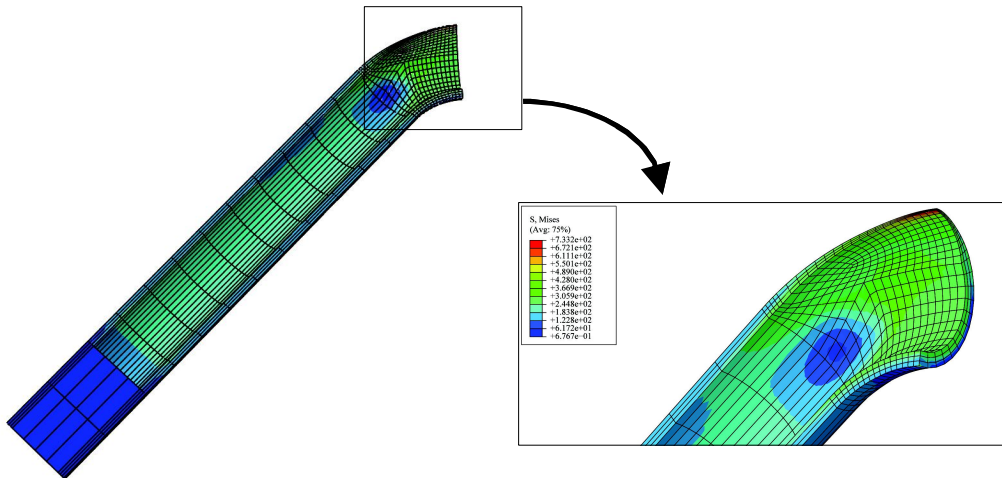 S, Mises
(Avg: 75%)
+7.332e+02
+6.721e+02
+6.111e+02
+5.501e+02
+4.890e+02
+4.280e+02
+3.669e+02
+3.059e+02
+2.448e+02
+1.838e+02
+1.228e+02
+6.172e+01
+6.767e−01